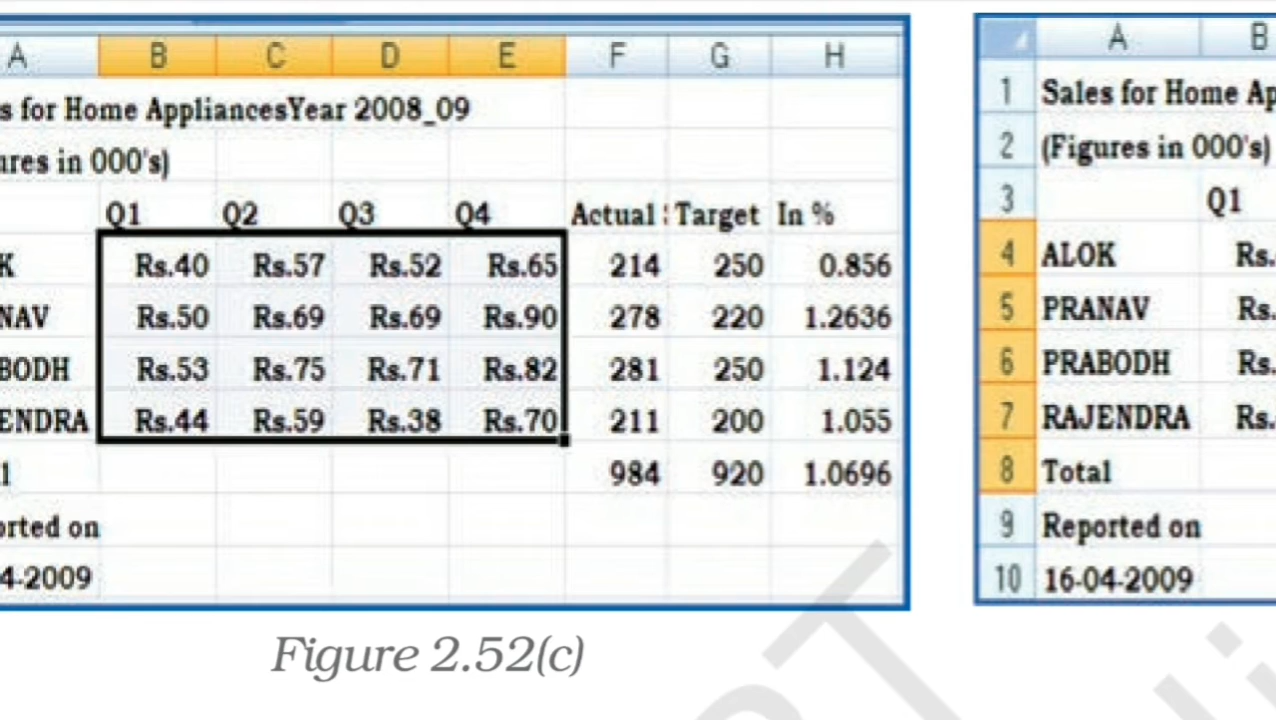 A B C D E F G H
s for Home AppliancesYear 2008_09
ures in 000's)
Q1 Q2 Q3 Q4 Actual Target In %
K Rs.40 Rs.57 Rs.52 Rs.65 214 250 0.856
NAV Rs.50 Rs.69 Rs.69 Rs.90 278 220 1.2636
BODH Rs.53 Rs.75 Rs.71 Rs.82 281 250 1.124
ENDRA Rs.44 Rs.59 Rs.38 Rs.70 211 200 1.055
l 984 920 1.0696
orted on
4-2009
Figure 2.52(c)
A B
1 Sales for Home Ap
2 (Figures in 000's)
3 Q1
4 ALOK Rs.
5 PRANAV Rs.
6 PRABODH Rs.
7 RAJENDRA Rs.
8 Total
9 Reported on
10 16-04-2009